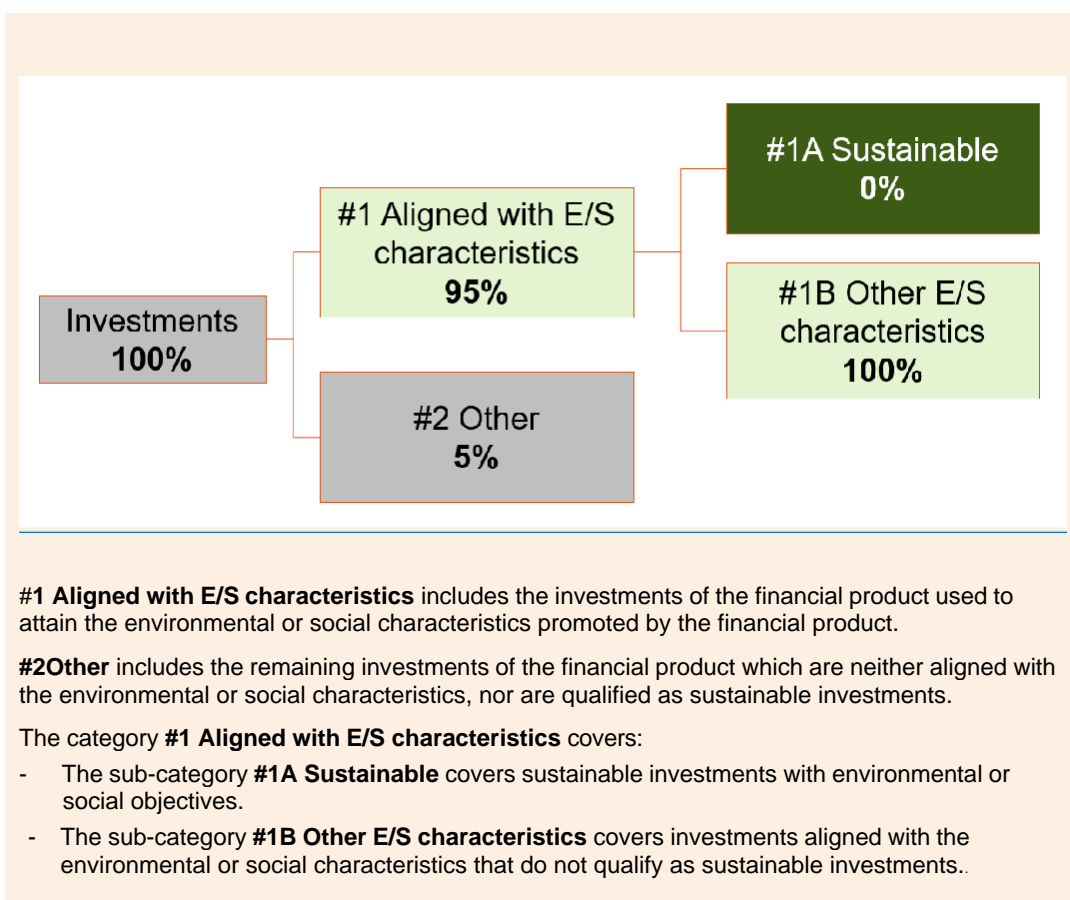 Investments
100%
#1 Aligned with E/S
characteristics
95%
#2 Other
5%
#1A Sustainable
0%
#1B Other E/S
characteristics
100%
#1 Aligned with E/S characteristics includes the investments of the financial product used to
attain the environmental or social characteristics promoted by the financial product.
#2Other includes the remaining investments of the financial product which are neither aligned with
the environmental or social characteristics, nor are qualified as sustainable investments.
The category #1 Aligned with E/S characteristics covers:
- The sub-category #1A Sustainable covers sustainable investments with environmental or
social objectives.
- The sub-category #1B Other E/S characteristics covers investments aligned with the
environmental or social characteristics that do not qualify as sustainable investments..